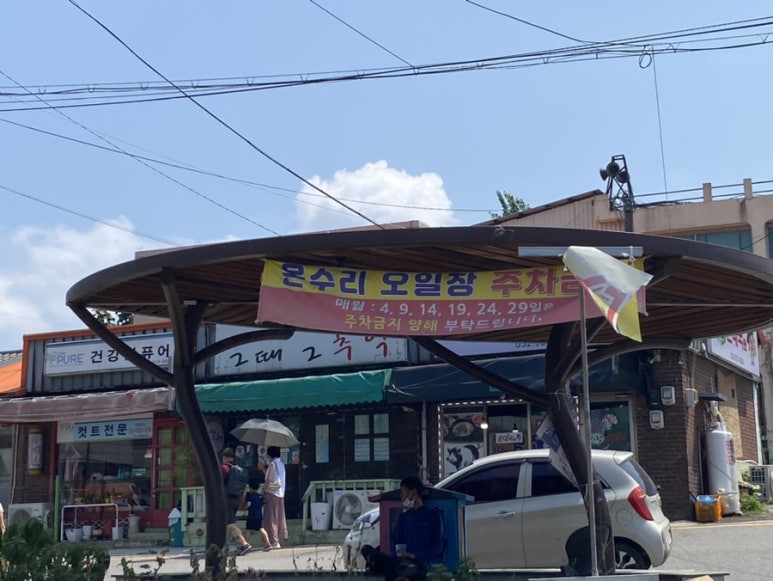 온수리 오일장 주차금
매월 : 4, 9, 14, 19, 24, 29일은
주차금지 양해 부탁드립니다.
PURE 건강
퓨어
그때 그 추억
032.
컷트전문